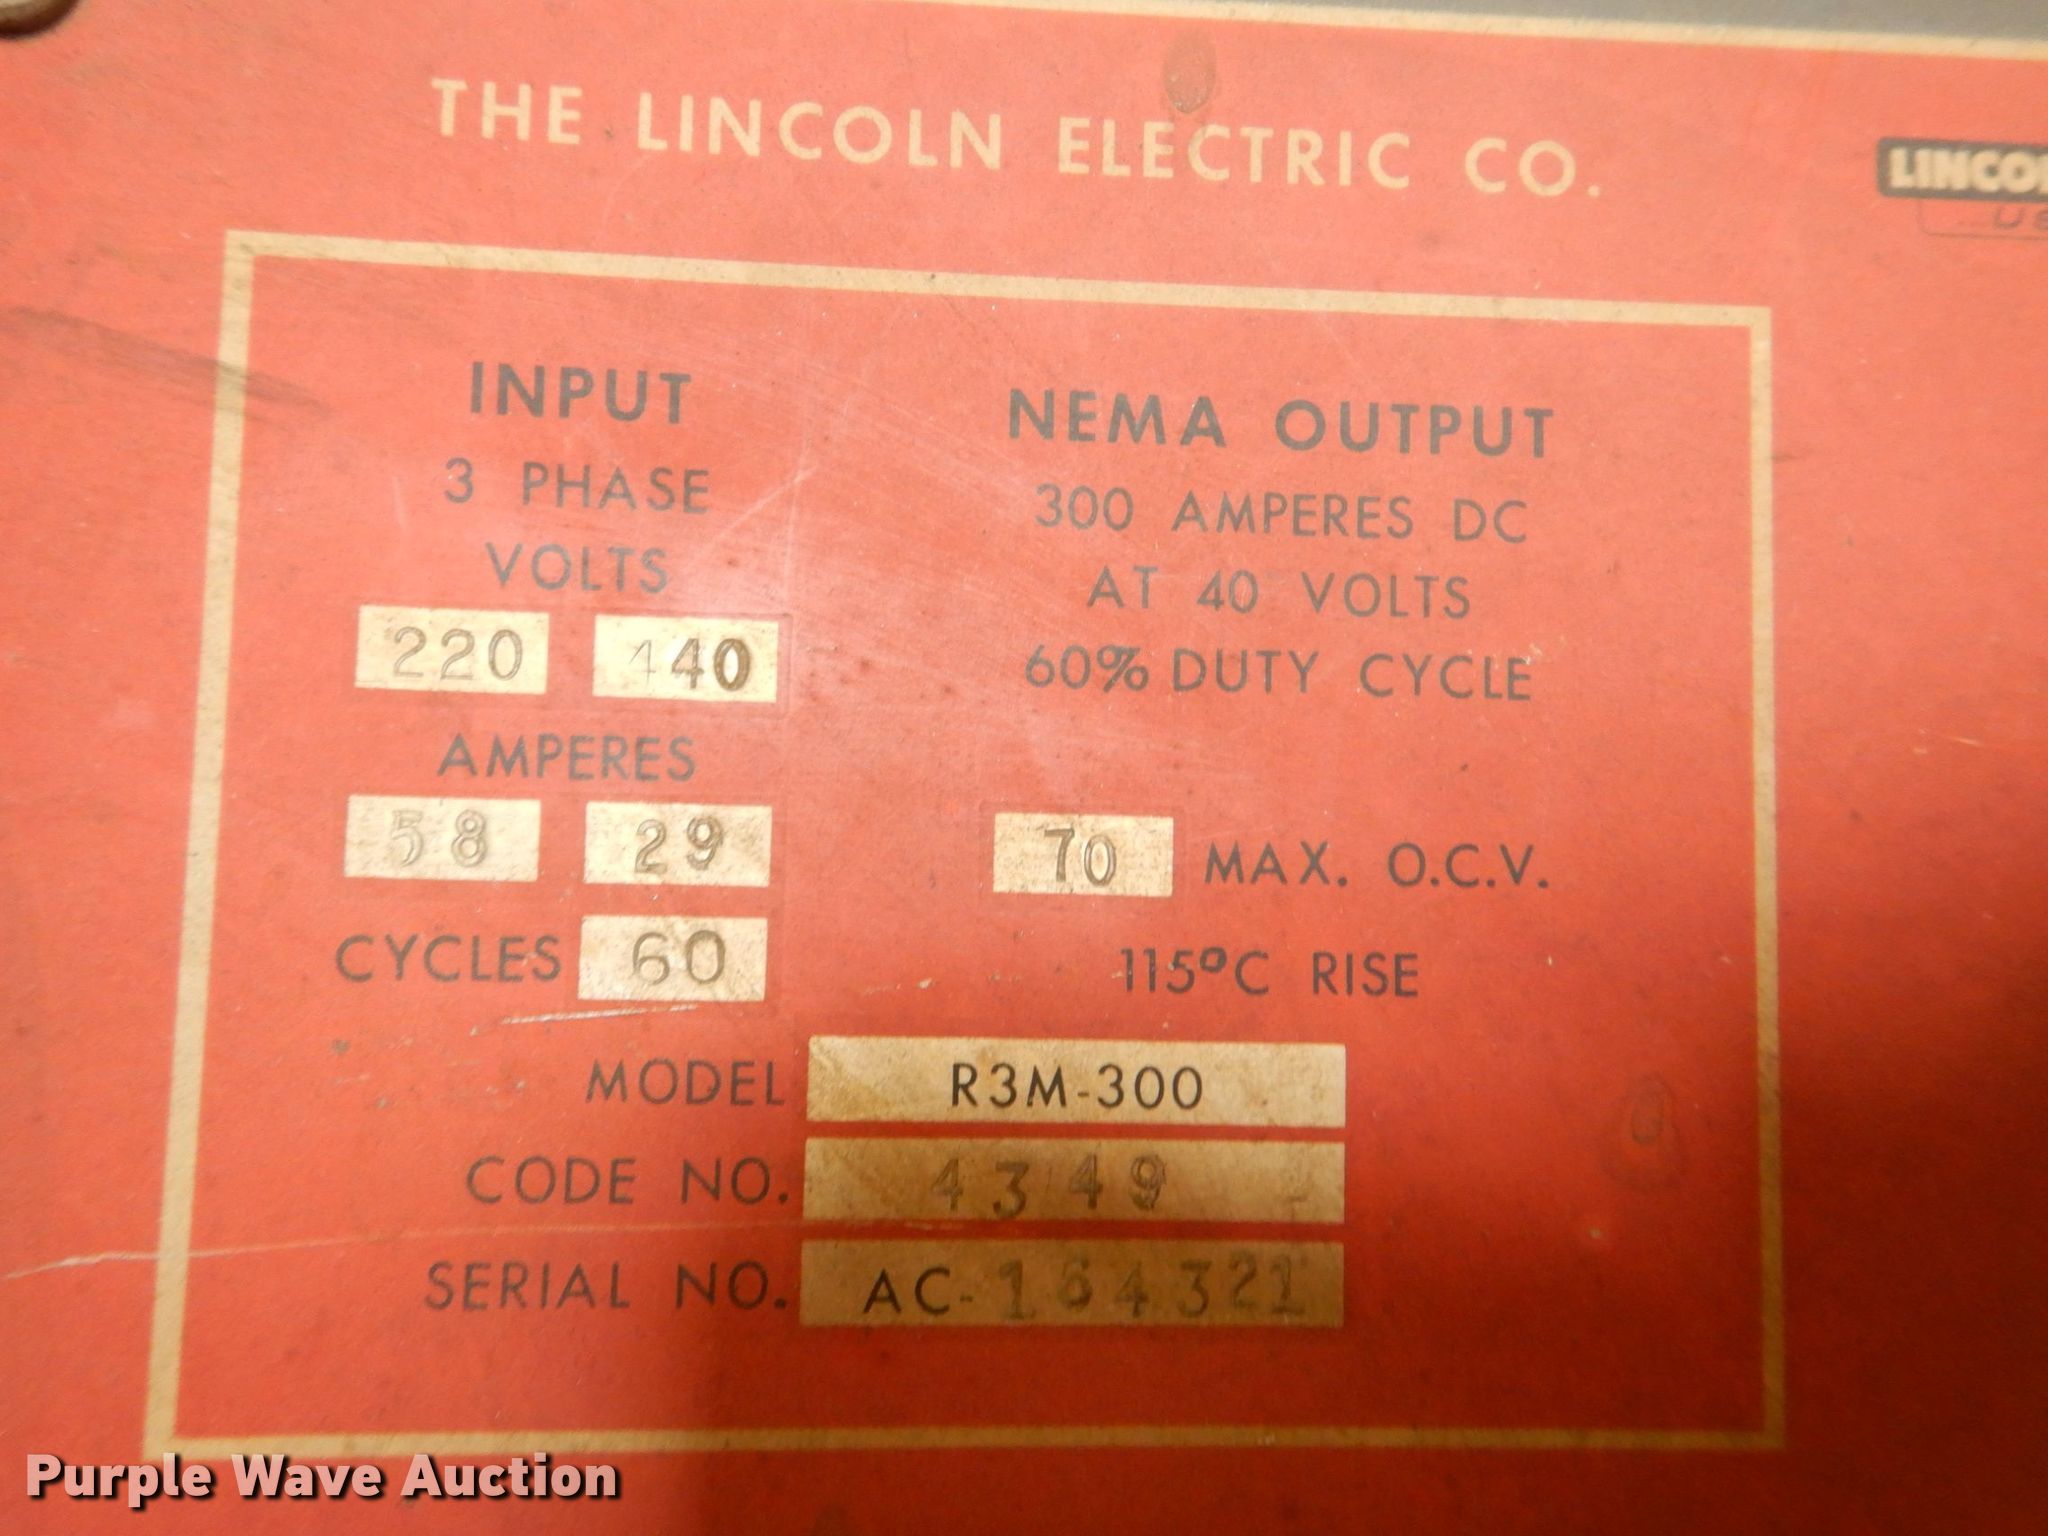 THE LINCOLN ELECTRIC CO.
INPUT
3 PHASE
VOLTS
220 440
AMPERES
58 29
CYCLES 60
NEMA OUTPUT
300 AMPERES DC
AT 40 VOLTS
60% DUTY CYCLE
70 MAX. O.C.V.
115°C RISE
MODEL R3M-300
CODE NO. 4349
SERIAL NO. AC-164321
Purple Wave Auction